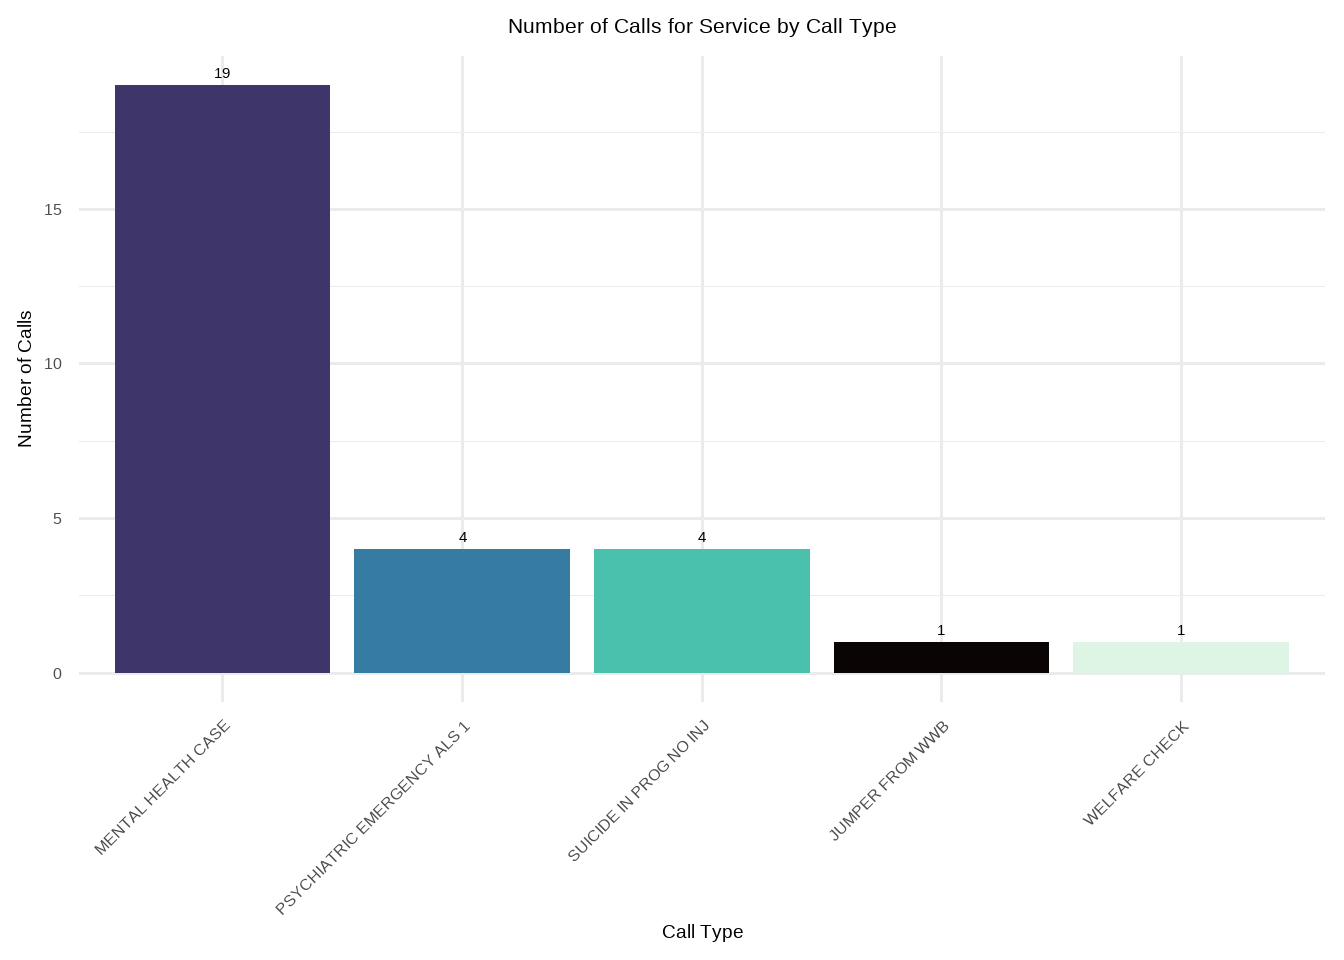 Number of Calls for Service by Call Type
Number of Calls
15
10
5
0
19
4
4
1
1
MENTAL HEALTH CASE
PSYCHIATRIC EMERGENCY ALS 1
SUICIDE IN PROG NO INJ
JUMPER FROM WWB
WELFARE CHECK
Call Type